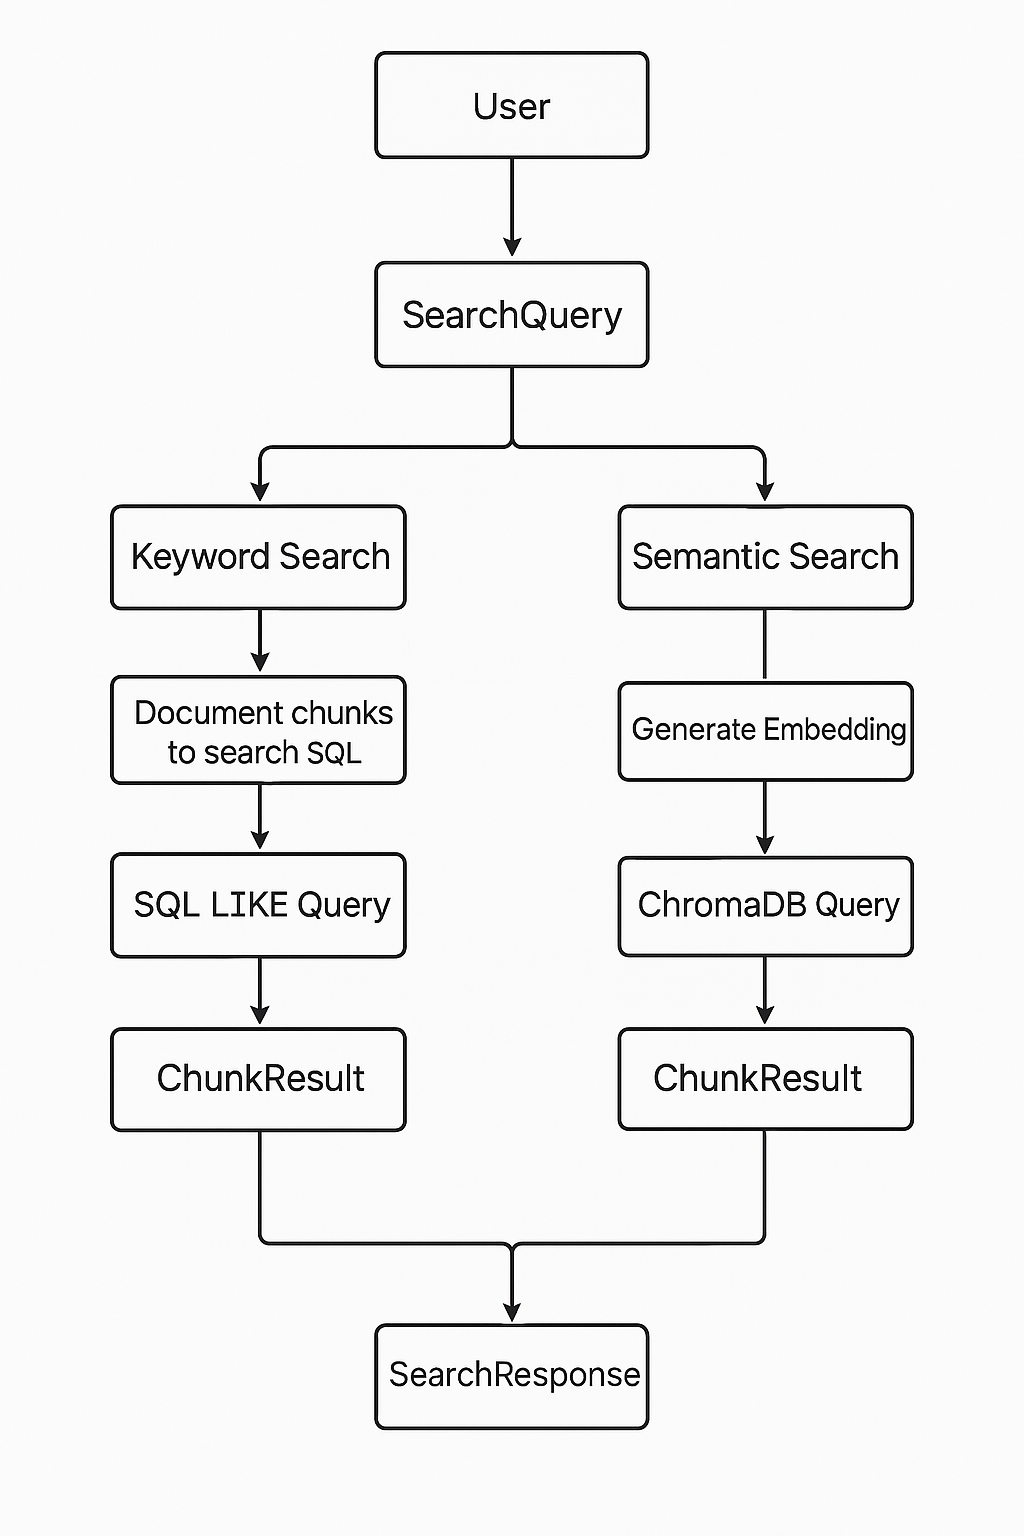 User
SearchQuery
Keyword Search
Document chunks
to search SQL
SQL LIKE Query
ChunkResult
Semantic Search
Generate Embedding
ChromaDB Query
ChunkResult
SearchResponse